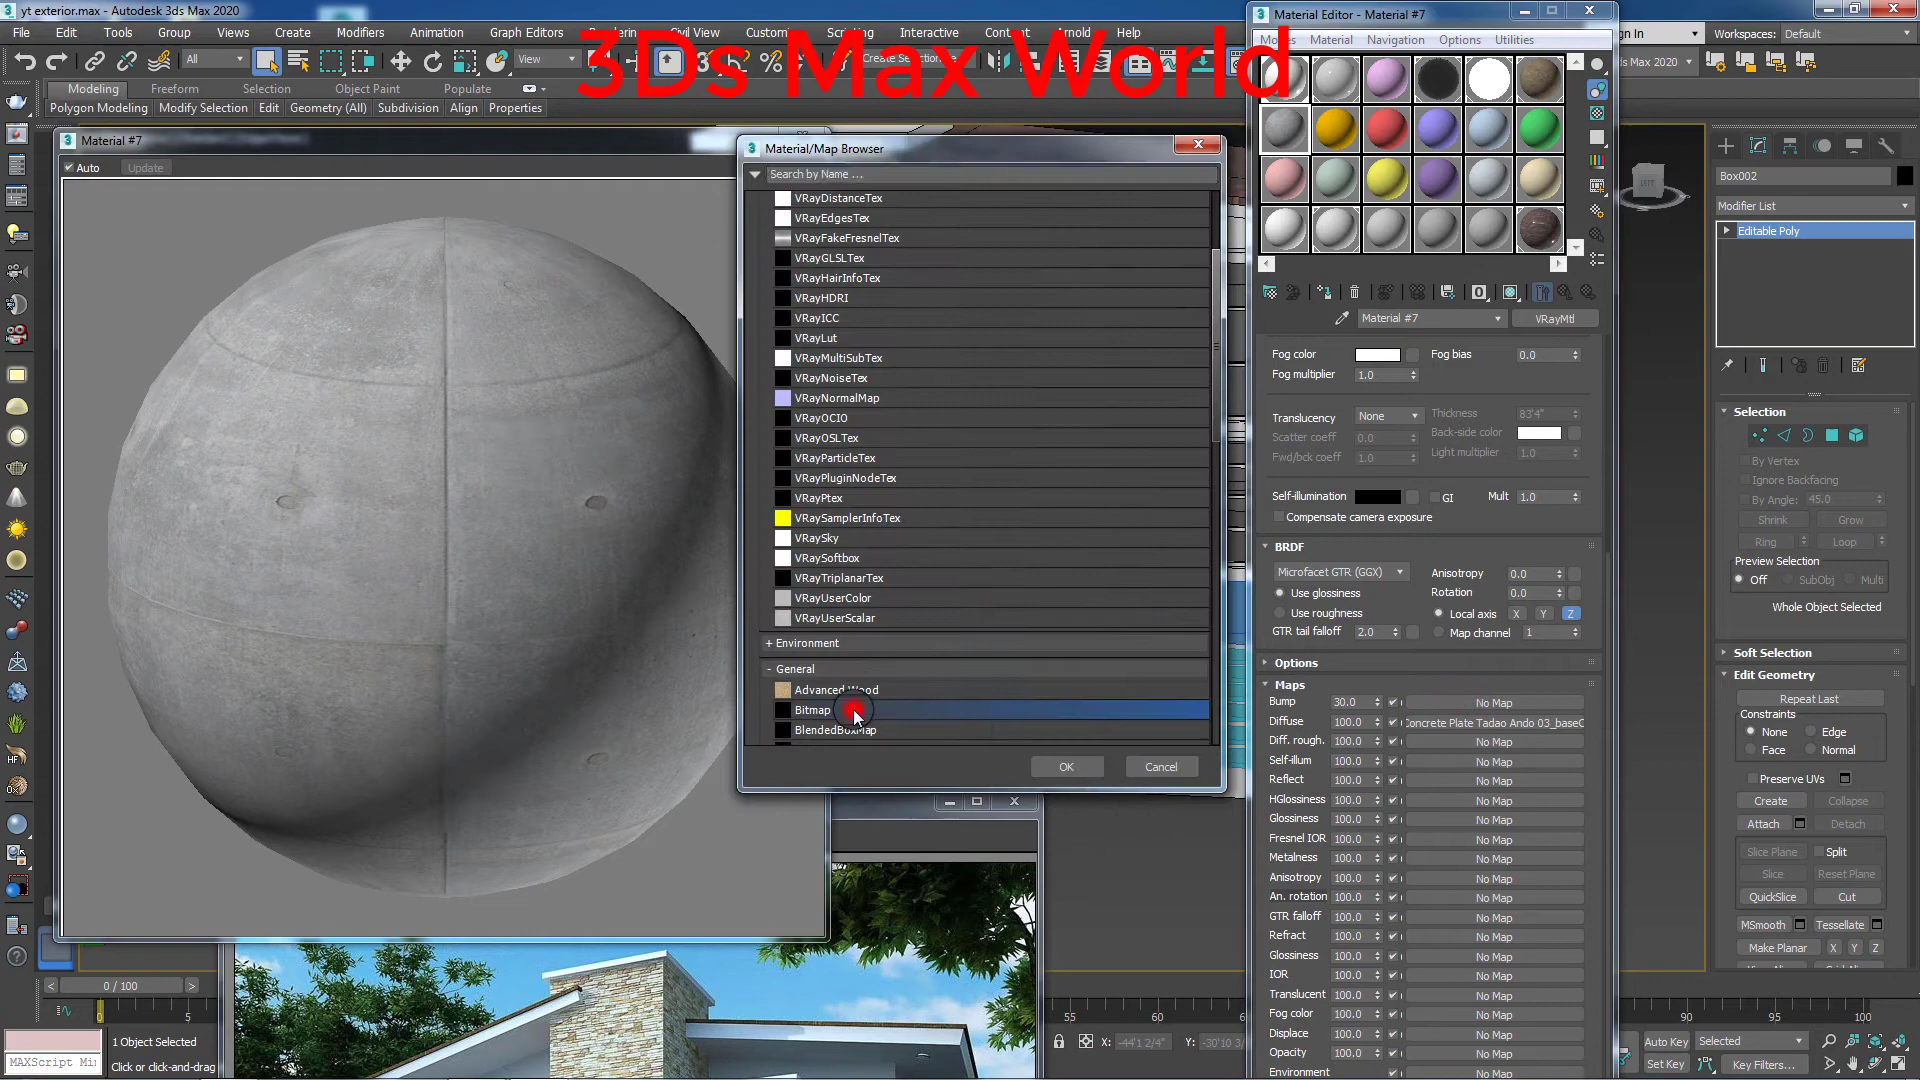 yt exterior.max - Autodesk 3ds Max 2020
File Edit Tools Group Views Create Modifiers Animation Graph Editors Civil View Scripting Interactive Arnold Help
3Ds Max World
All View Create Selection
Sign In Workspaces: Default
Modeling Freeform Selection Object Paint Populate
Polygon Modeling Modify Selection Edit Geometry (All) Subdivision Align Properties
Material #7
Auto Update
Material/Map Browser
Search by Name ...
VRayDistanceTex
VRayEdgesTex
VRayFakeFresnelTex
VRayGLSLTex
VRayHairInfoTex
VRayHDRI
VRayICC
VRayLut
VRayMultiSubTex
VRayNoiseTex
VRayNormalMap
VRayOCIO
VRayOSLTex
VRayParticleTex
VRayPluginNodeTex
VRayPtex
VRaySamplerInfoTex
VRaySky
VRaySoftbox
VRayTriplanarTex
VRayUserColor
VRayUserScalar
+ Environment
- General
Advanced Wood
Bitmap
BlendedBoxMap
OK Cancel
Material Editor - Material #7
Modes Material Navigation Options Utilities
Material #7 VRayMtl
Fog color Fog bias 0.0
Fog multiplier 1.0
Translucency None Thickness 83'4"
Scatter coeff 0.0 Back-side color
Fwd/bck coeff 1.0 Light multiplier 1.0
Self-illumination GI Mult 1.0
Compensate camera exposure
BRDF
Microfacet GTR (GGX) Anisotropy 0.0
Use glossiness Rotation 0.0
Use roughness Local axis X Y Z
GTR tail falloff 2.0 Map channel 1
Options
Maps
Bump 30.0 No Map
Diffuse 100.0 Concrete Plate Tadao Ando 03_baseC
Diff. rough. 100.0 No Map
Self-illum 100.0 No Map
Reflect 100.0 No Map
HGlossiness 100.0 No Map
Glossiness 100.0 No Map
Fresnel IOR 100.0 No Map
Metalness 100.0 No Map
Anisotropy 100.0 No Map
An. rotation 100.0 No Map
GTR falloff 100.0 No Map
Refract 100.0 No Map
Glossiness 100.0 No Map
IOR 100.0 No Map
Translucent 100.0 No Map
Fog color 100.0 No Map
Displace 100.0 No Map
Opacity 100.0 No Map
Environment
LEFT
Box002
Modifier List
Editable Poly
Selection
By Vertex
Ignore Backfacing
By Angle: 45.0
Shrink Grow
Ring Loop
Preview Selection
Off SubObj Multi
Whole Object Selected
Soft Selection
Edit Geometry
Repeat Last
Constraints
None Edge
Face Normal
Preserve UVs
Create Collapse
Attach Detach
Slice Plane Split
Slice Reset Plane
QuickSlice Cut
MSmooth Tessellate
Make Planar X Y Z
0 / 100
0 5 55 60 90 95 100
1 Object Selected
MAXScript Mi
Click or click-and-drag
X: -44'1 2/4" Y: -30'10 3/
Auto Key Selected
Set Key Key Filters...